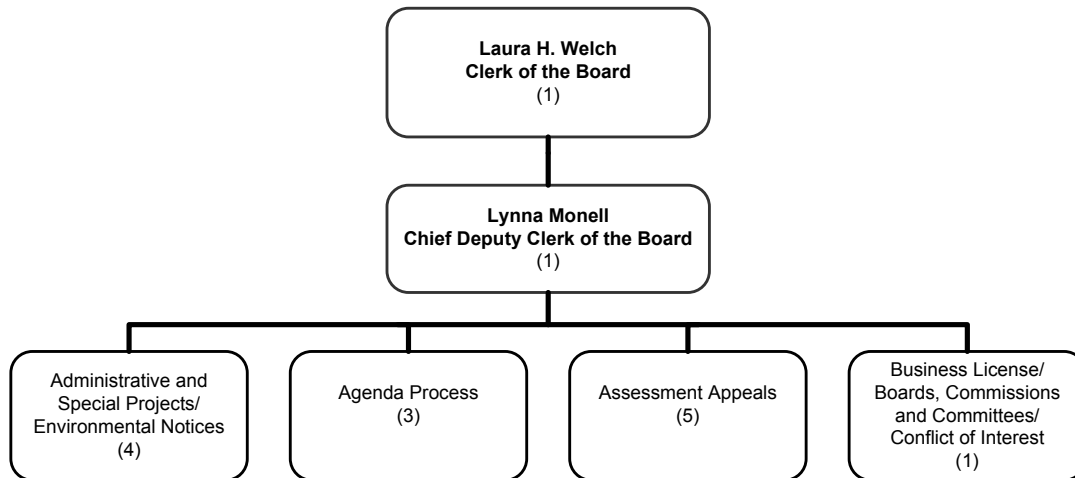 Laura H. Welch
Clerk of the Board
(1)
Lynna Monell
Chief Deputy Clerk of the Board
(1)
Administrative and
Special Projects/
Environmental Notices
(4)
Agenda Process
(3)
Assessment Appeals
(5)
Business License/
Boards, Commissions
and Committees/
Conflict of Interest
(1)